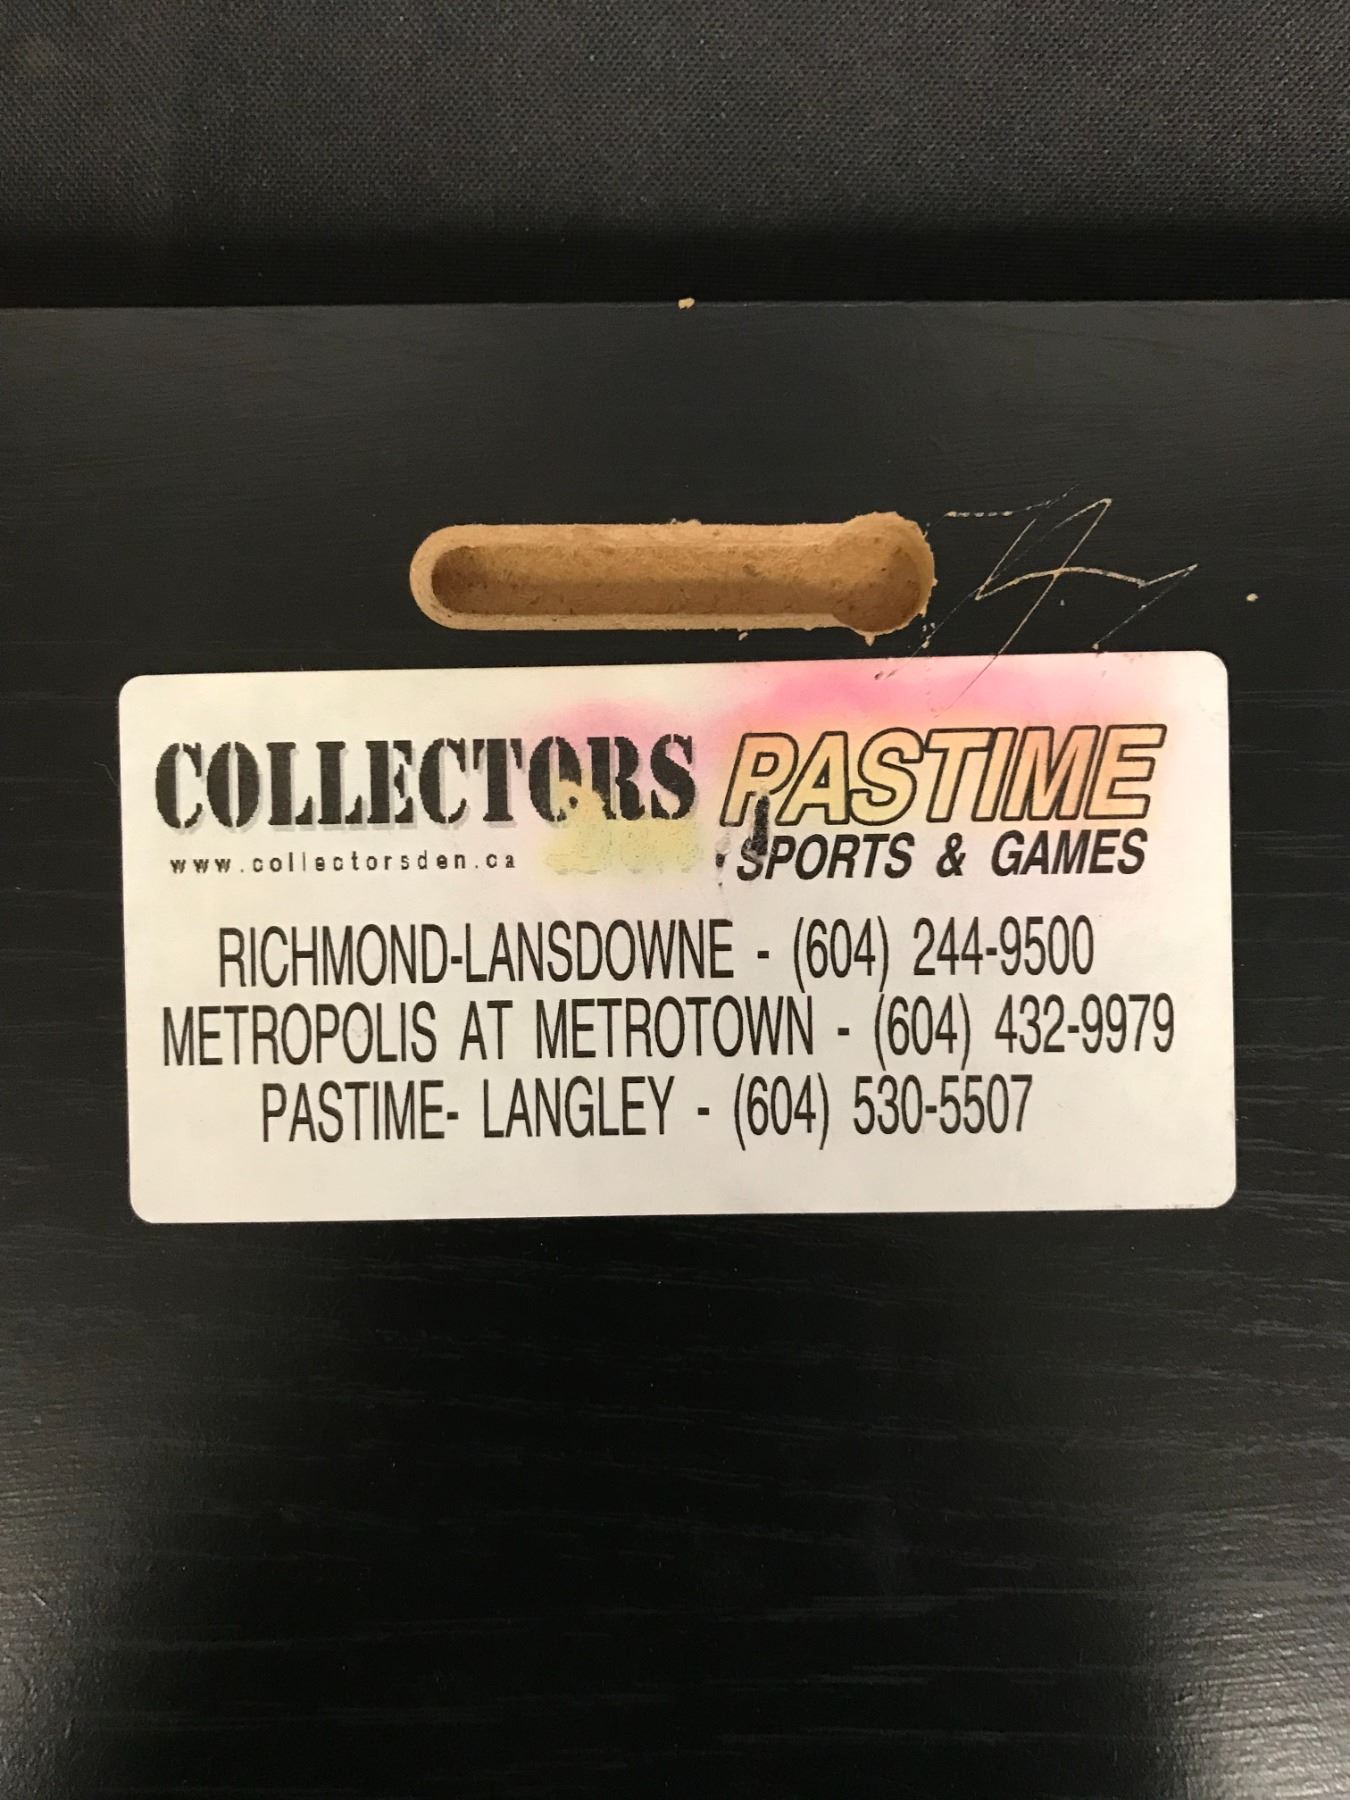 COLLECTORS
www.collectorsden.ca
PASTIME
SPORTS & GAMES
RICHMOND-LANSDOWNE - (604) 244-9500
METROPOLIS AT METROTOWN - (604) 432-9979
PASTIME- LANGLEY - (604) 530-5507